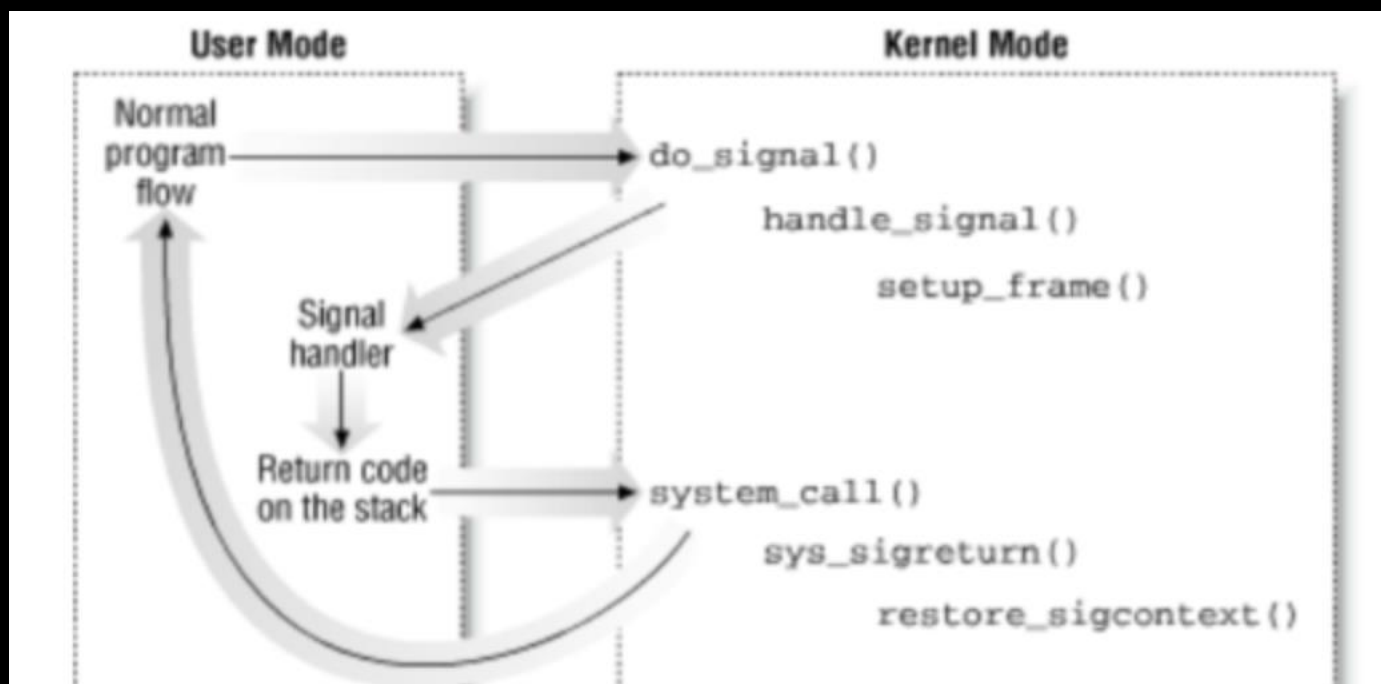 User Mode
Kernel Mode
Normal
program
flow
do_signal()
handle_signal()
setup_frame()
Signal
handler
Return code
on the stack
system_call()
sys_sigreturn()
restore_sigcontext()